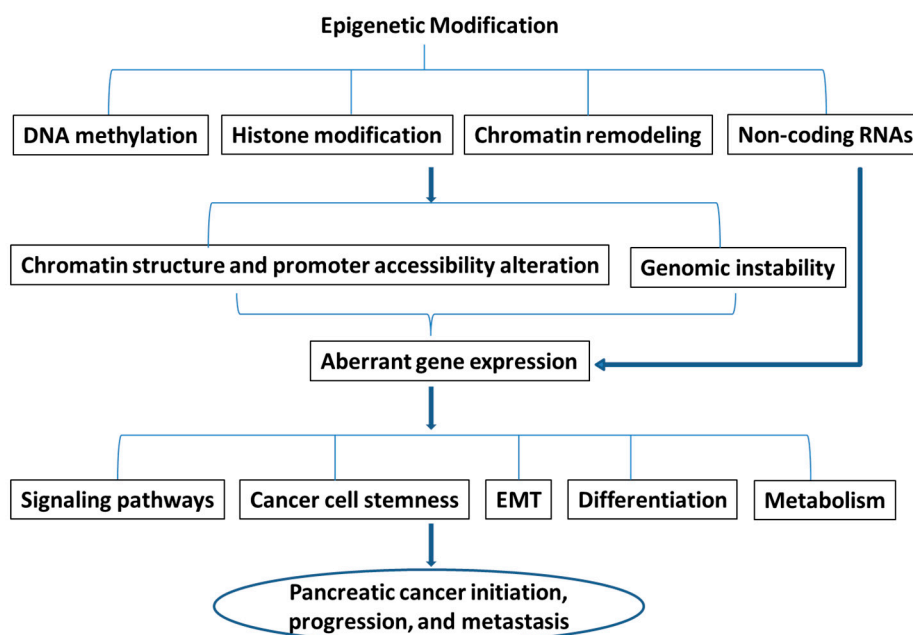 Epigenetic Modification
DNA methylation
Histone modification
Chromatin remodeling
Non-coding RNAs
Chromatin structure and promoter accessibility alteration
Genomic instability
Aberrant gene expression
Signaling pathways
Cancer cell stemness
EMT
Differentiation
Metabolism
Pancreatic cancer initiation,
progression, and metastasis